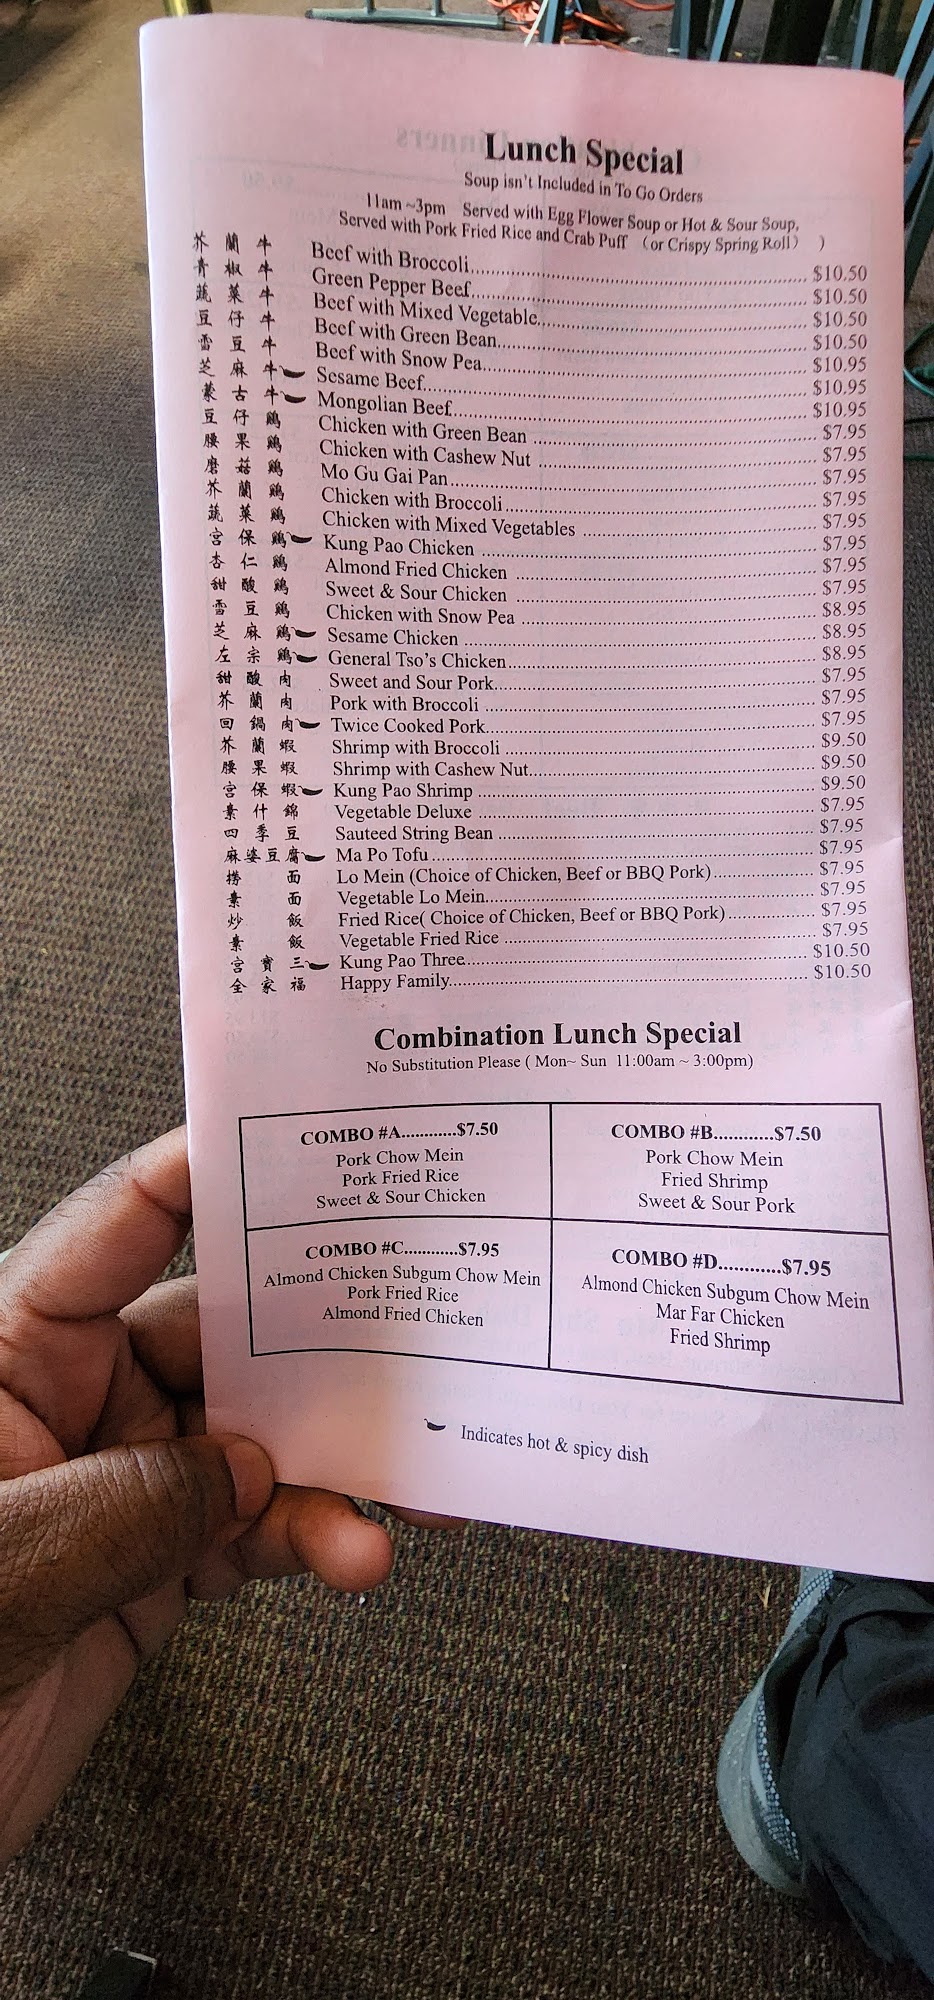 Lunch Special
Soup isn't Included in To Go Orders
11am ~3pm Served with Egg Flower Soup or Hot & Sour Soup,
Served with Pork Fried Rice and Crab Puff (or Crispy Spring Roll) )
芥蘭牛 Beef with Broccoli $10.50
青椒牛 Green Pepper Beef $10.50
蔬菜牛 Beef with Mixed Vegetable $10.50
豆仔牛 Beef with Green Bean $10.50
雪豆牛 Beef with Snow Pea $10.95
芝麻牛 Sesame Beef $10.95
蒙古牛 Mongolian Beef $10.95
豆仔鷄 Chicken with Green Bean $7.95
腰果鷄 Chicken with Cashew Nut $7.95
磨菇鷄 Mo Gu Gai Pan $7.95
芥蘭鷄 Chicken with Broccoli $7.95
蔬菜鷄 Chicken with Mixed Vegetables $7.95
宮保鷄 Kung Pao Chicken $7.95
杏仁鷄 Almond Fried Chicken $7.95
甜酸鷄 Sweet & Sour Chicken $7.95
雪豆鷄 Chicken with Snow Pea $8.95
芝麻鷄 Sesame Chicken $8.95
左宗鷄 General Tso's Chicken $8.95
甜酸肉 Sweet and Sour Pork $7.95
芥蘭肉 Pork with Broccoli $7.95
回鍋肉 Twice Cooked Pork $7.95
芥蘭蝦 Shrimp with Broccoli $9.50
腰果蝦 Shrimp with Cashew Nut $9.50
宮保蝦 Kung Pao Shrimp $9.50
素什錦 Vegetable Deluxe $7.95
四季豆 Sauteed String Bean $7.95
麻婆豆腐 Ma Po Tofu $7.95
撈面 Lo Mein (Choice of Chicken, Beef or BBQ Pork) $7.95
素面 Vegetable Lo Mein $7.95
炒飯 Fried Rice( Choice of Chicken, Beef or BBQ Pork) $7.95
素飯 Vegetable Fried Rice $7.95
宮寶三 Kung Pao Three $10.50
全家福 Happy Family $10.50
Combination Lunch Special
No Substitution Please ( Mon~ Sun 11:00am ~ 3:00pm)
COMBO #A............$7.50
Pork Chow Mein
Pork Fried Rice
Sweet & Sour Chicken
COMBO #B............$7.50
Pork Chow Mein
Fried Shrimp
Sweet & Sour Pork
COMBO #C............$7.95
Almond Chicken Subgum Chow Mein
Pork Fried Rice
Almond Fried Chicken
COMBO #D............$7.95
Almond Chicken Subgum Chow Mein
Mar Far Chicken
Fried Shrimp
Indicates hot & spicy dish